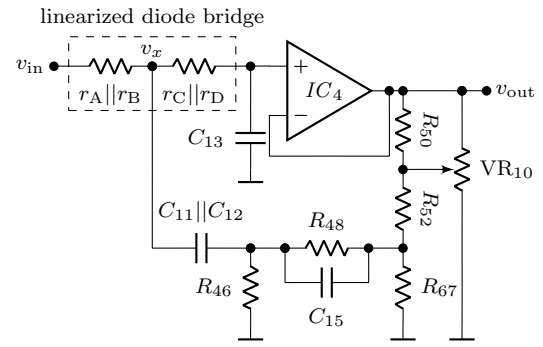 linearized diode bridge
v_in
v_x
r_A||r_B
r_C||r_D
+
−
IC_4
v_out
C_13
R_50
VR_10
R_52
C_11||C_12
R_48
R_46
C_15
R_67